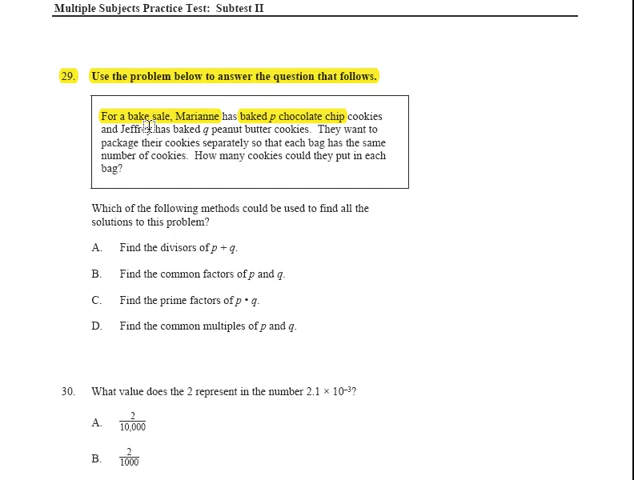 Multiple Subjects Practice Test: Subtest II
29. Use the problem below to answer the question that follows.
For a bake sale, Marianne has baked p chocolate chip cookies
and Jeffrey has baked q peanut butter cookies. They want to
package their cookies separately so that each bag has the same
number of cookies. How many cookies could they put in each
bag?
Which of the following methods could be used to find all the
solutions to this problem?
A. Find the divisors of p ÷ q.
B. Find the common factors of p and q.
C. Find the prime factors of p • q.
D. Find the common multiples of p and q.
30. What value does the 2 represent in the number 2.1 × 10⁻³?
A. 2/10,000
B. 2/1000